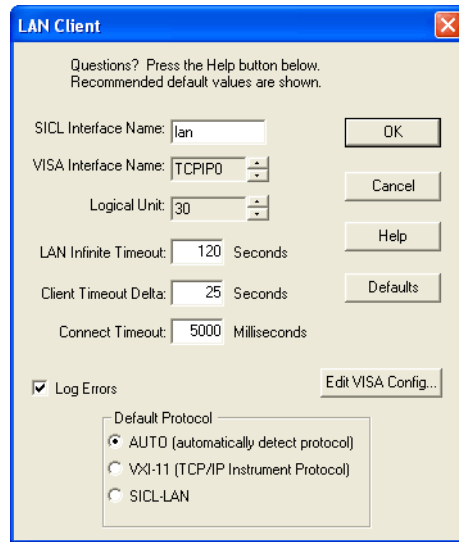 LAN Client
Questions? Press the Help button below.
Recommended default values are shown.
SICL Interface Name: lan
OK
VISA Interface Name: TCPIP0
Cancel
Logical Unit: 30
Help
LAN Infinite Timeout: 120 Seconds
Client Timeout Delta: 25 Seconds
Defaults
Connect Timeout: 5000 Milliseconds
Log Errors
Edit VISA Config...
Default Protocol
AUTO (automatically detect protocol)
VXI-11 (TCP/IP Instrument Protocol)
SICL-LAN